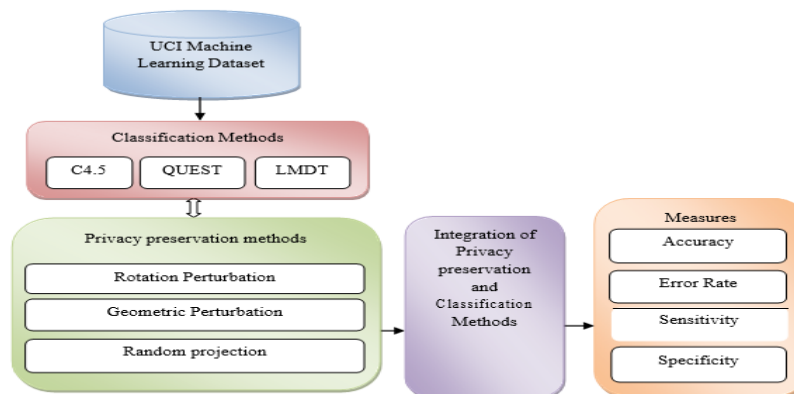 UCI Machine
Learning Dataset
Classification Methods
C4.5
QUEST
LMDT
Privacy preservation methods
Rotation Perturbation
Geometric Perturbation
Random projection
Integration of
Privacy
preservation
and
Classification
Methods
Measures
Accuracy
Error Rate
Sensitivity
Specificity